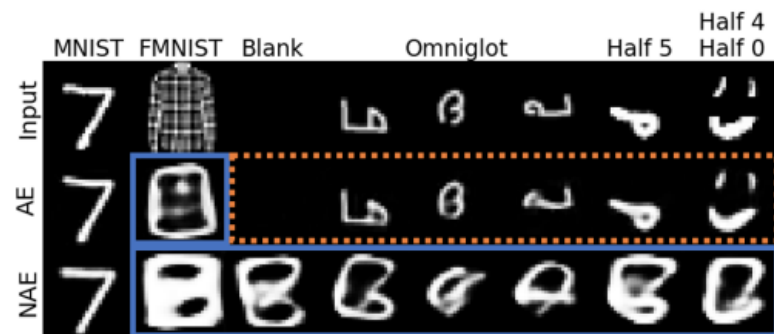 Half 4
MNIST FMNIST Blank Omniglot Half 5 Half 0
Input
AE
NAE